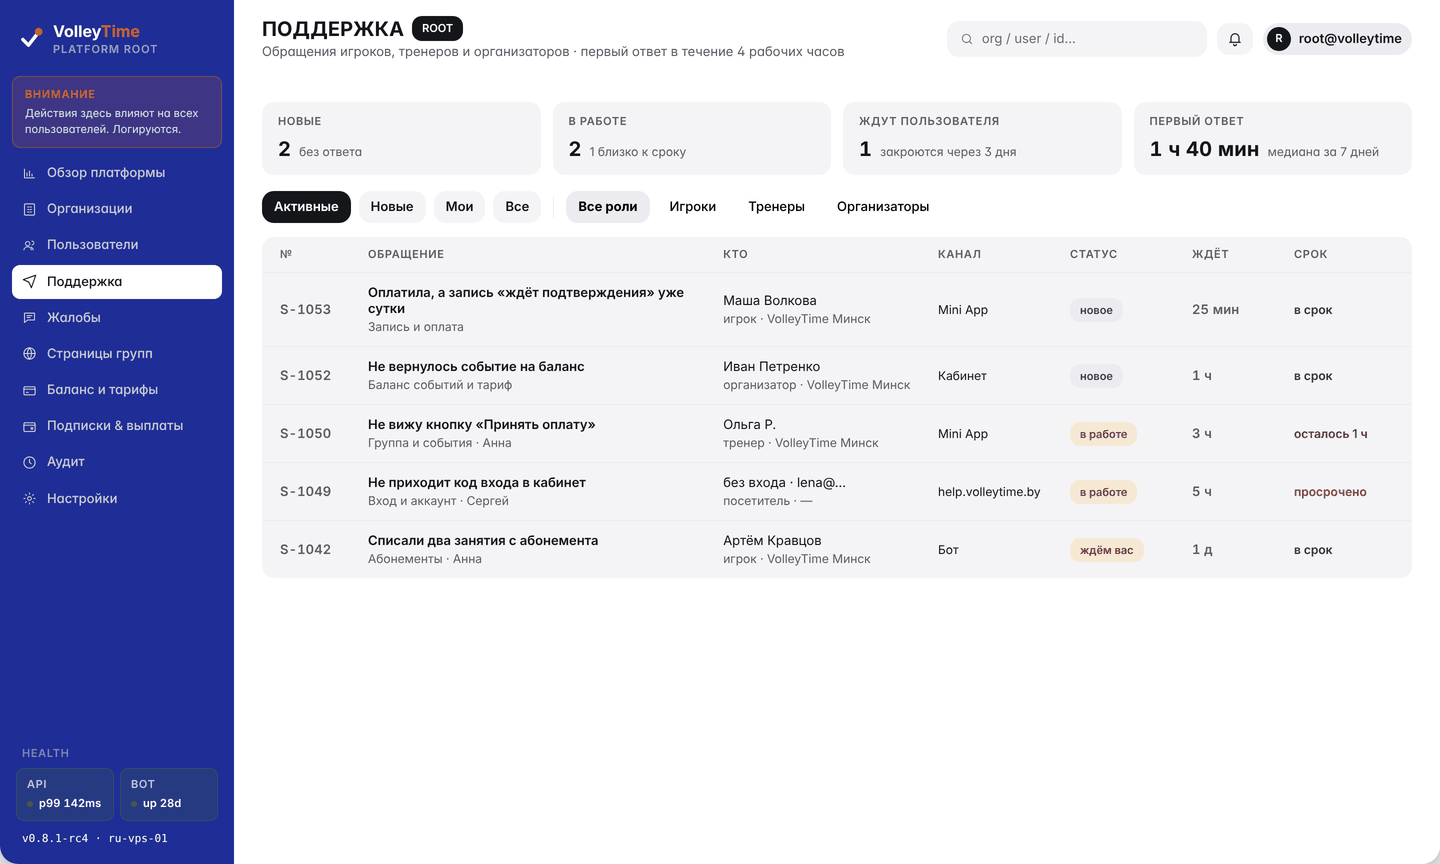 VolleyTime
PLATFORM ROOT
ВНИМАНИЕ
Действия здесь влияют на всех
пользователей. Логируются.
Обзор платформы
Организации
Пользователи
Поддержка
Жалобы
Страницы групп
Баланс и тарифы
Подписки & выплаты
Аудит
Настройки
HEALTH
API
p99 142ms
BOT
up 28d
v0.8.1-rc4 · ru-vps-01
ПОДДЕРЖКА ROOT
Обращения игроков, тренеров и организаторов · первый ответ в течение 4 рабочих часов
org / user / id...
R root@volleytime
НОВЫЕ
2 без ответа
В РАБОТЕ
2 1 близко к сроку
ЖДУТ ПОЛЬЗОВАТЕЛЯ
1 закроются через 3 дня
ПЕРВЫЙ ОТВЕТ
1 ч 40 мин медиана за 7 дней
Активные Новые Мои Все Все роли Игроки Тренеры Организаторы
№ ОБРАЩЕНИЕ КТО КАНАЛ СТАТУС ЖДЁТ СРОК
S-1053
Оплатила, а запись «ждёт подтверждения» уже
сутки
Запись и оплата
Маша Волкова
игрок · VolleyTime Минск
Mini App
новое
25 мин
в срок
S-1052
Не вернулось событие на баланс
Баланс событий и тариф
Иван Петренко
организатор · VolleyTime Минск
Кабинет
новое
1 ч
в срок
S-1050
Не вижу кнопку «Принять оплату»
Группа и события · Анна
Ольга Р.
тренер · VolleyTime Минск
Mini App
в работе
3 ч
осталось 1 ч
S-1049
Не приходит код входа в кабинет
Вход и аккаунт · Сергей
без входа · lena@...
посетитель · —
help.volleytime.by
в работе
5 ч
просрочено
S-1042
Списали два занятия с абонемента
Абонементы · Анна
Артём Кравцов
игрок · VolleyTime Минск
Бот
ждём вас
1 д
в срок